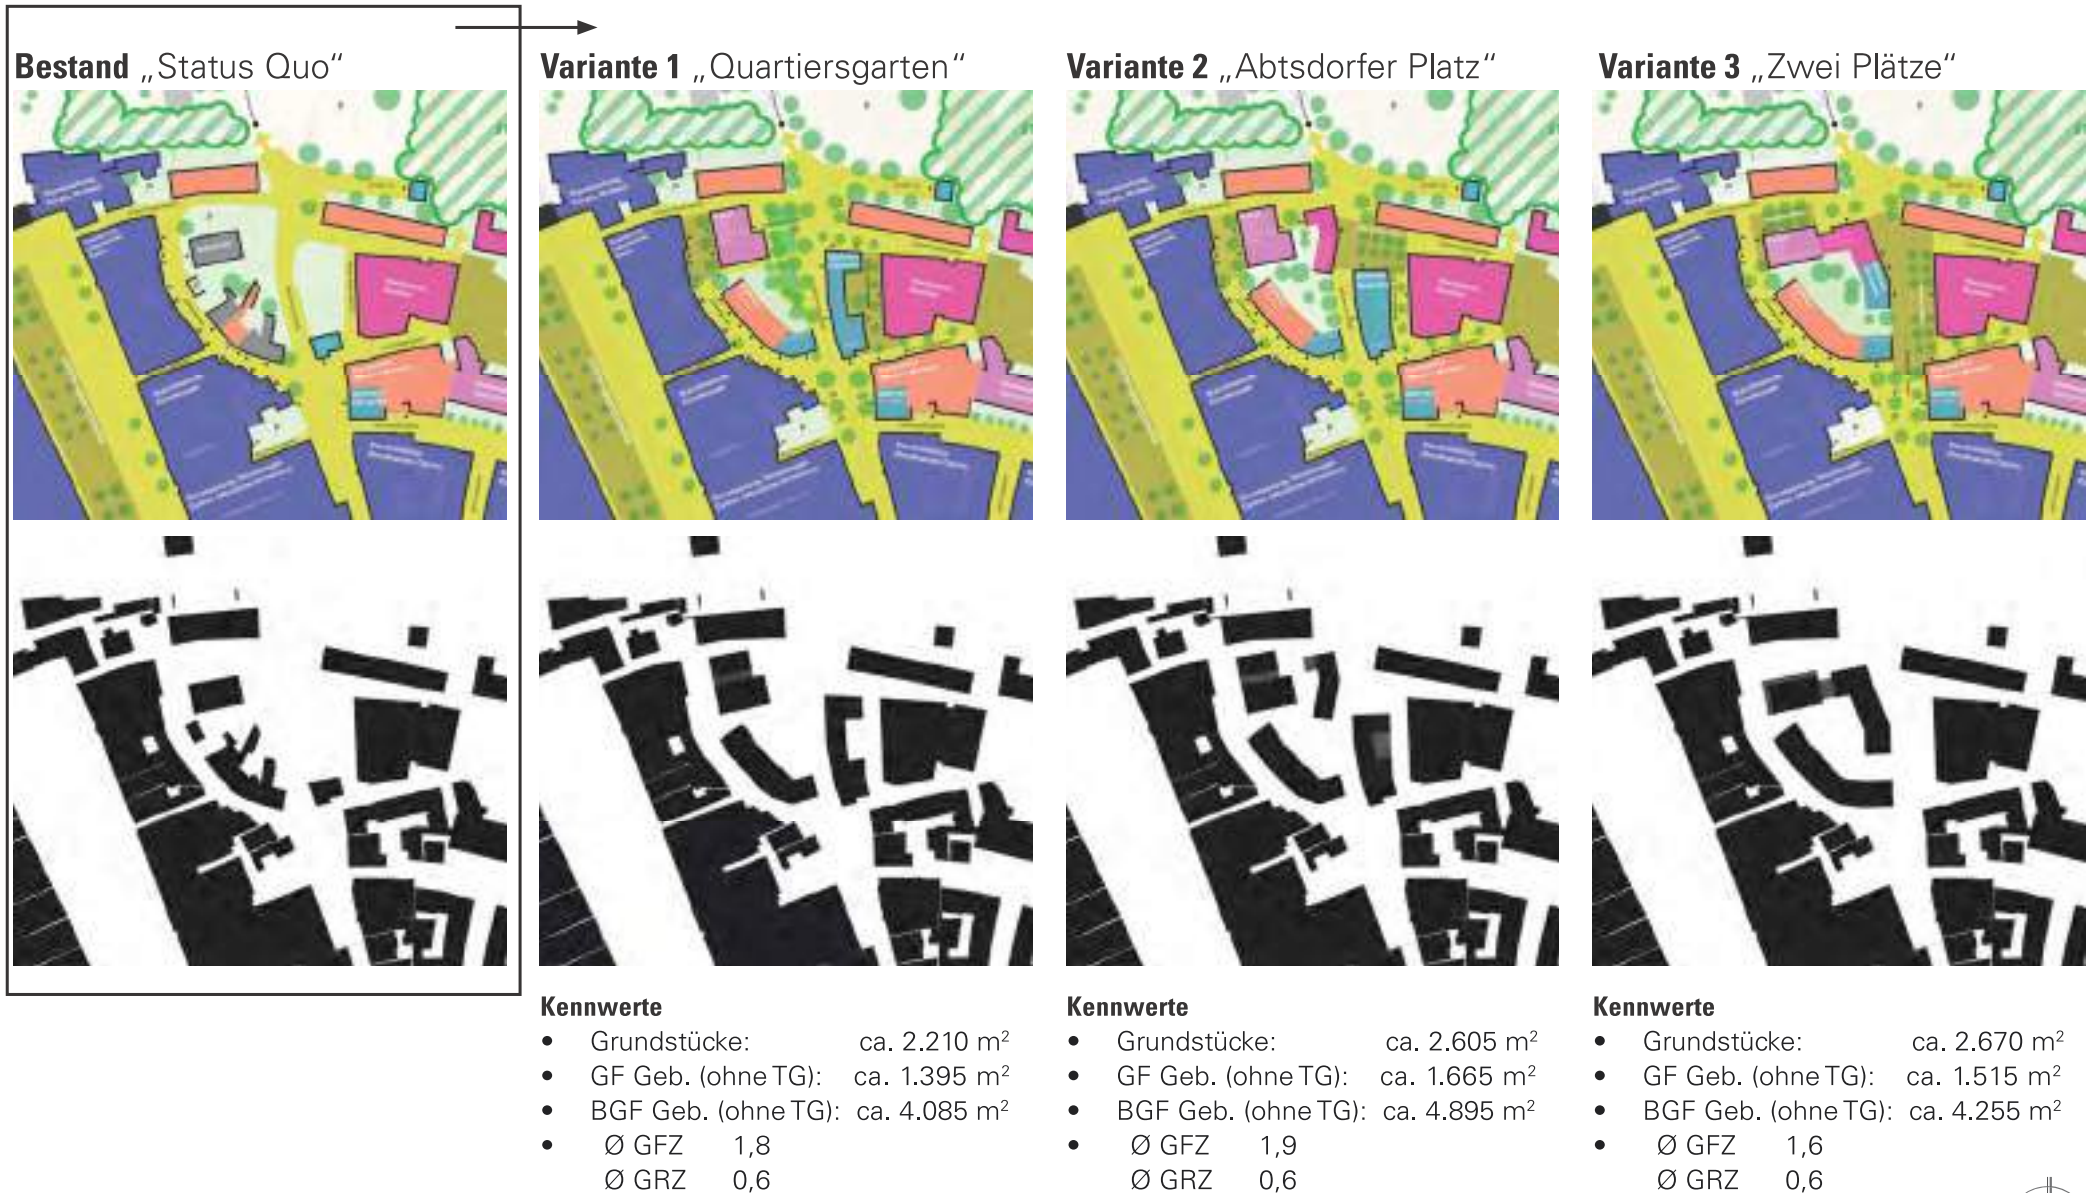 Bestand „Status Quo“
Variante 1 „Quartiersgarten“
Variante 2 „Abtsdorfer Platz“
Variante 3 „Zwei Plätze“
Kennwerte
• Grundstücke: ca. 2.210 m²
• GF Geb. (ohne TG): ca. 1.395 m²
• BGF Geb. (ohne TG): ca. 4.085 m²
• Ø GFZ 1,8
Ø GRZ 0,6
Kennwerte
• Grundstücke: ca. 2.605 m²
• GF Geb. (ohne TG): ca. 1.665 m²
• BGF Geb. (ohne TG): ca. 4.895 m²
• Ø GFZ 1,9
Ø GRZ 0,6
Kennwerte
• Grundstücke: ca. 2.670 m²
• GF Geb. (ohne TG): ca. 1.515 m²
• BGF Geb. (ohne TG): ca. 4.255 m²
• Ø GFZ 1,6
Ø GRZ 0,6